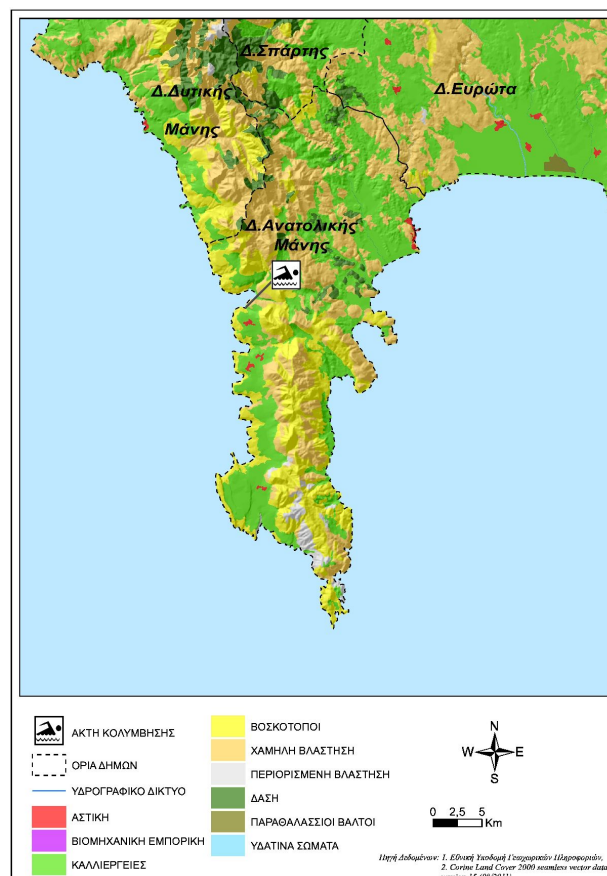 Δ.Σπάρτης
Δ.Δυτικής
Μάνης
Δ.Ευρώτα
Δ.Ανατολικής
Μάνης
ΑΚΤΗ ΚΟΛΥΜΒΗΣΗΣ
ΟΡΙΑ ΔΗΜΩΝ
ΥΔΡΟΓΡΑΦΙΚΟ ΔΙΚΤΥΟ
ΑΣΤΙΚΗ
ΒΙΟΜΗΧΑΝΙΚΗ ΕΜΠΟΡΙΚΗ
ΚΑΛΛΙΕΡΓΕΙΕΣ
ΒΟΣΚΟΤΟΠΟΙ
ΧΑΜΗΛΗ ΒΛΑΣΤΗΣΗ
ΠΕΡΙΟΡΙΣΜΕΝΗ ΒΛΑΣΤΗΣΗ
ΔΑΣΗ
ΠΑΡΑΘΑΛΑΣΣΙΟΙ ΒΑΛΤΟΙ
ΥΔΑΤΙΝΑ ΣΩΜΑΤΑ
N
W E
S
0 2,5 5
Km
Πηγή Δεδομένων: 1. Εθνική Υποδομή Γεωχωρικών Πληροφοριών,
2. Corine Land Cover 2000 seamless vector data